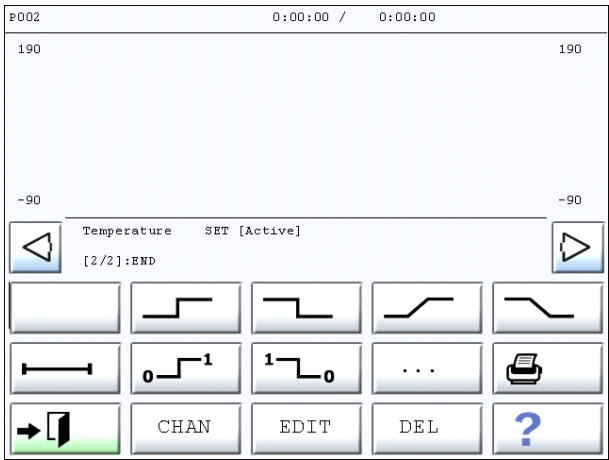 P002 0:00:00 / 0:00:00
190 190
-90 -90
Temperature SET [Active]
[2/2]:END
0 1 1 0 ...
CHAN EDIT DEL ?